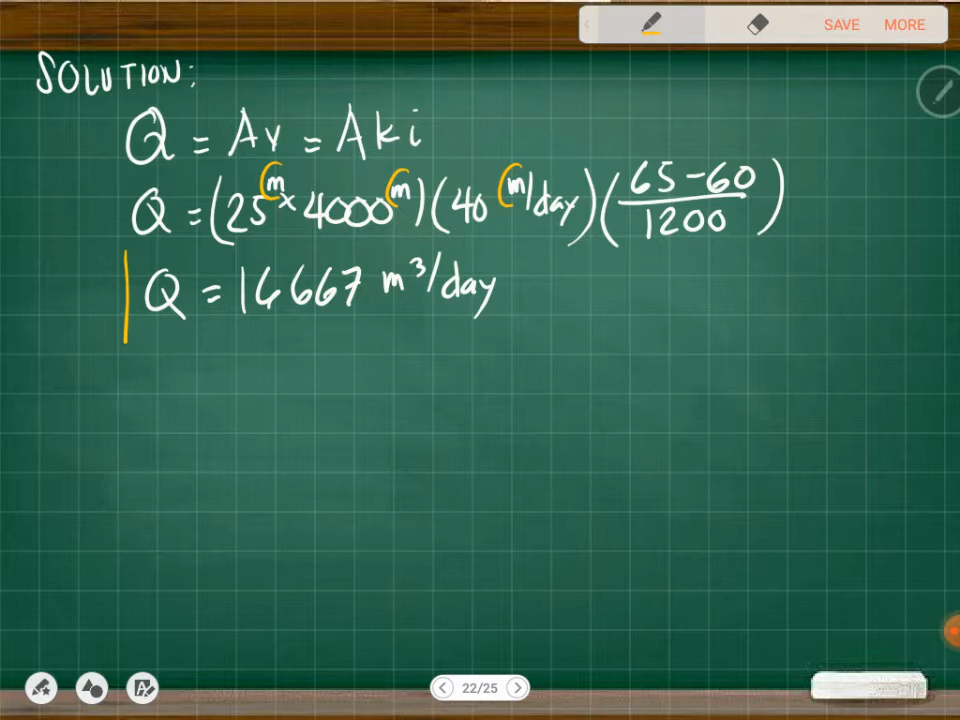 SAVE MORE
SOLUTION:
Q = Av = Aki
Q = (25 m x 4000 m)(40 m/day)(65-60/1200)
Q = 16667 m³/day
22/25